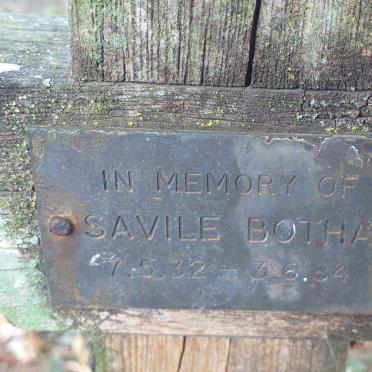 IN MEMORY OF
SAVILE BOTHA
7.5.32 - 3.6.84